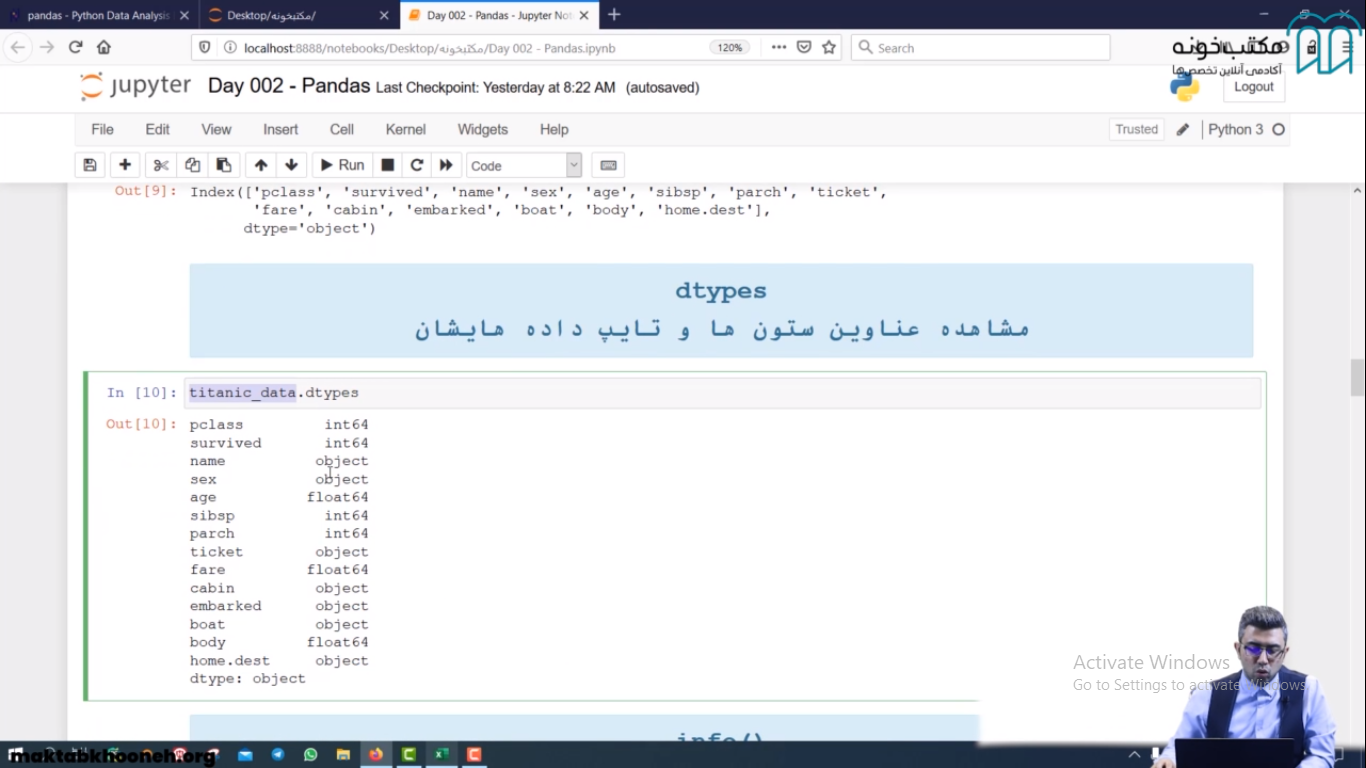 pandas - Python Data Analysis
Desktop/مکتبخونه/
Day 002 - Pandas - Jupyter Not
localhost:8888/notebooks/Desktop/مکتبخونه/Day 002 - Pandas.ipynb
120%
Search
مکتب‌خونه
آکادمی آنلاین تخصص‌ها
jupyter Day 002 - Pandas Last Checkpoint: Yesterday at 8:22 AM (autosaved)
Logout
File Edit View Insert Cell Kernel Widgets Help
Trusted Python 3
Run Code
Out[9]: Index(['pclass', 'survived', 'name', 'sex', 'age', 'sibsp', 'parch', 'ticket',
'fare', 'cabin', 'embarked', 'boat', 'body', 'home.dest'],
dtype='object')
dtypes
مشاهده عناوین ستون ها و تایپ داده هایشان
In [10]: titanic_data.dtypes
Out[10]: pclass int64
survived int64
name object
sex object
age float64
sibsp int64
parch int64
ticket object
fare float64
cabin object
embarked object
boat object
body float64
home.dest object
dtype: object
info()
Activate Windows
Go to Settings to activate Windows.
maktabkhooneh.org